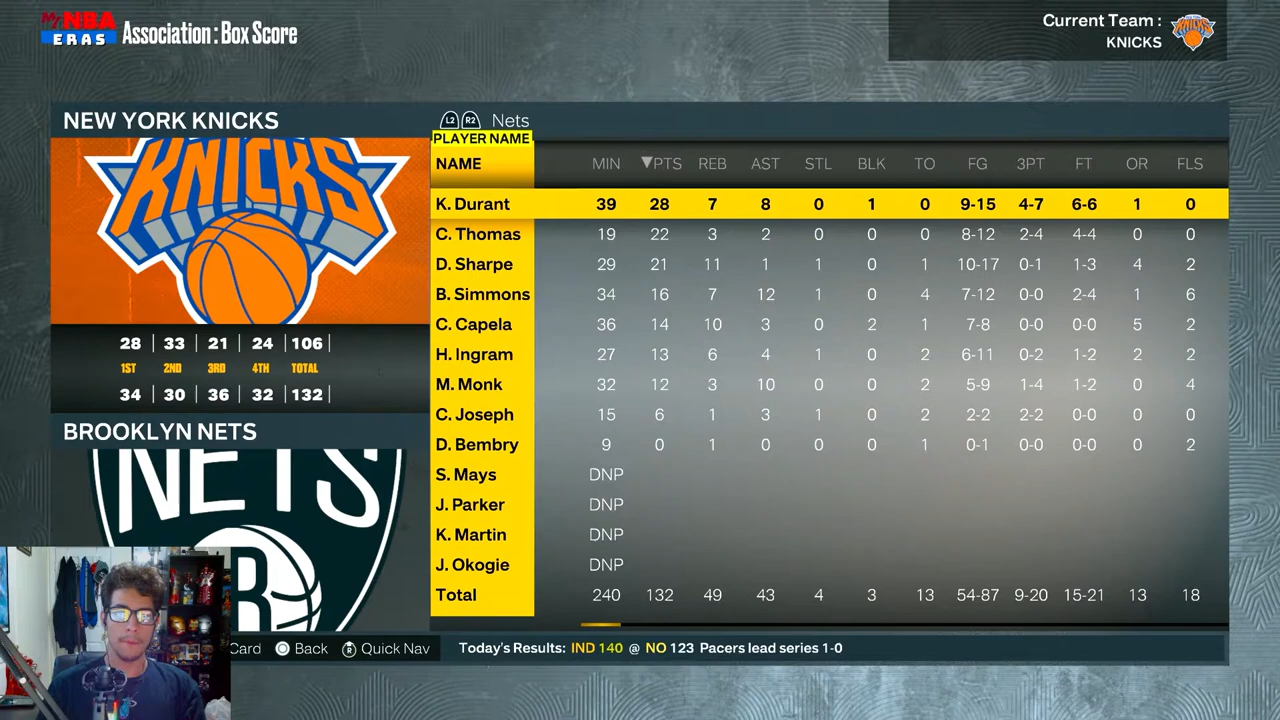 My NBA ERAS Association : Box Score
Current Team :
KNICKS
NEW YORK KNICKS
KNICKS
28 33 21 24 106
1ST 2ND 3RD 4TH TOTAL
34 30 36 32 132
BROOKLYN NETS
NETS
B
L2 R2 Nets
PLAYER NAME
NAME MIN ▼PTS REB AST STL BLK TO FG 3PT FT OR FLS
K. Durant 39 28 7 8 0 1 0 9-15 4-7 6-6 1 0
C. Thomas 19 22 3 2 0 0 0 8-12 2-4 4-4 0 0
D. Sharpe 29 21 11 1 1 0 1 10-17 0-1 1-3 4 2
B. Simmons 34 16 7 12 1 0 4 7-12 0-0 2-4 1 6
C. Capela 36 14 10 3 0 2 1 7-8 0-0 0-0 5 2
H. Ingram 27 13 6 4 1 0 2 6-11 0-2 1-2 2 2
M. Monk 32 12 3 10 0 0 2 5-9 1-4 1-2 0 4
C. Joseph 15 6 1 3 1 0 2 2-2 2-2 0-0 0 0
D. Bembry 9 0 1 0 0 0 1 0-1 0-0 0-0 0 2
S. Mays DNP
J. Parker DNP
K. Martin DNP
J. Okogie DNP
Total 240 132 49 43 4 3 13 54-87 9-20 15-21 13 18
Card Back R Quick Nav
Today's Results: IND 140 @ NO 123 Pacers lead series 1-0